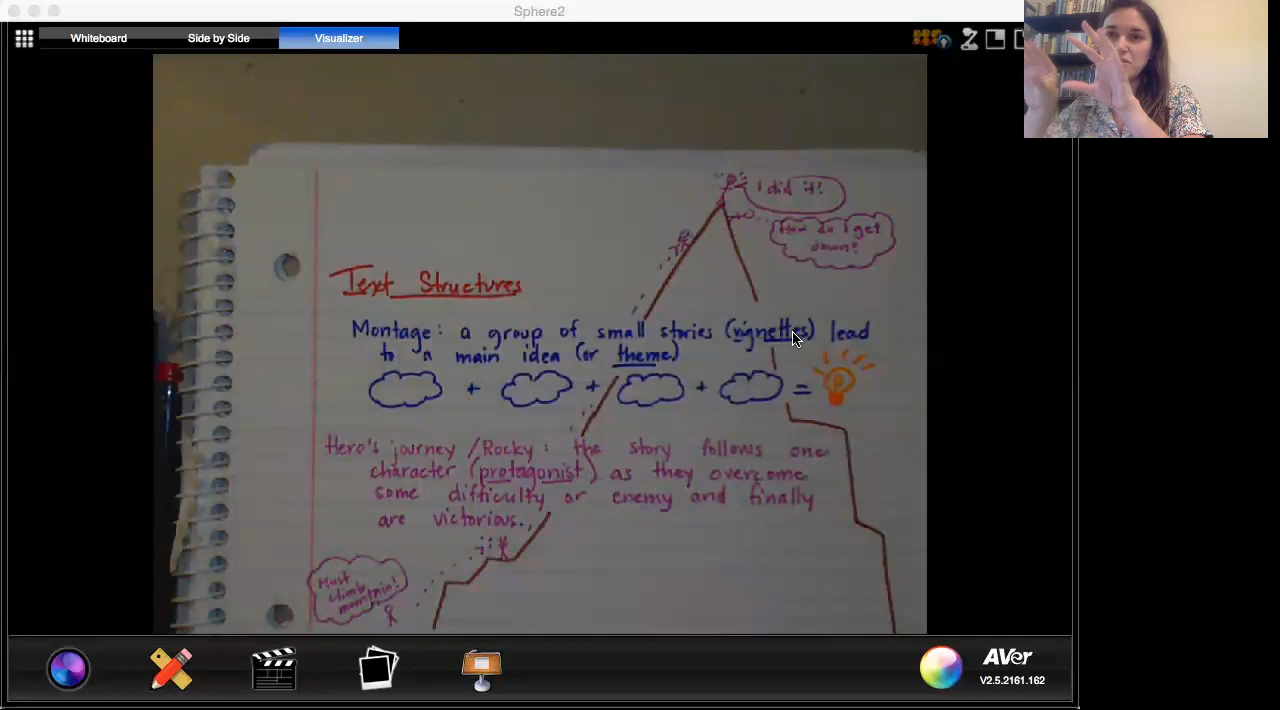 Sphere2
Whiteboard
Side by Side
Visualizer
I did it!
How do I get
down?
Text Structures
Montage: a group of small stories (vignettes) lead
to a main idea (or theme)
+ + + =
Hero's journey / Rocky: the story follows one
character (protagonist) as they overcome
some difficulty or enemy and finally
are victorious.
Must
climb
mountain!
AVer
V2.5.2161.162